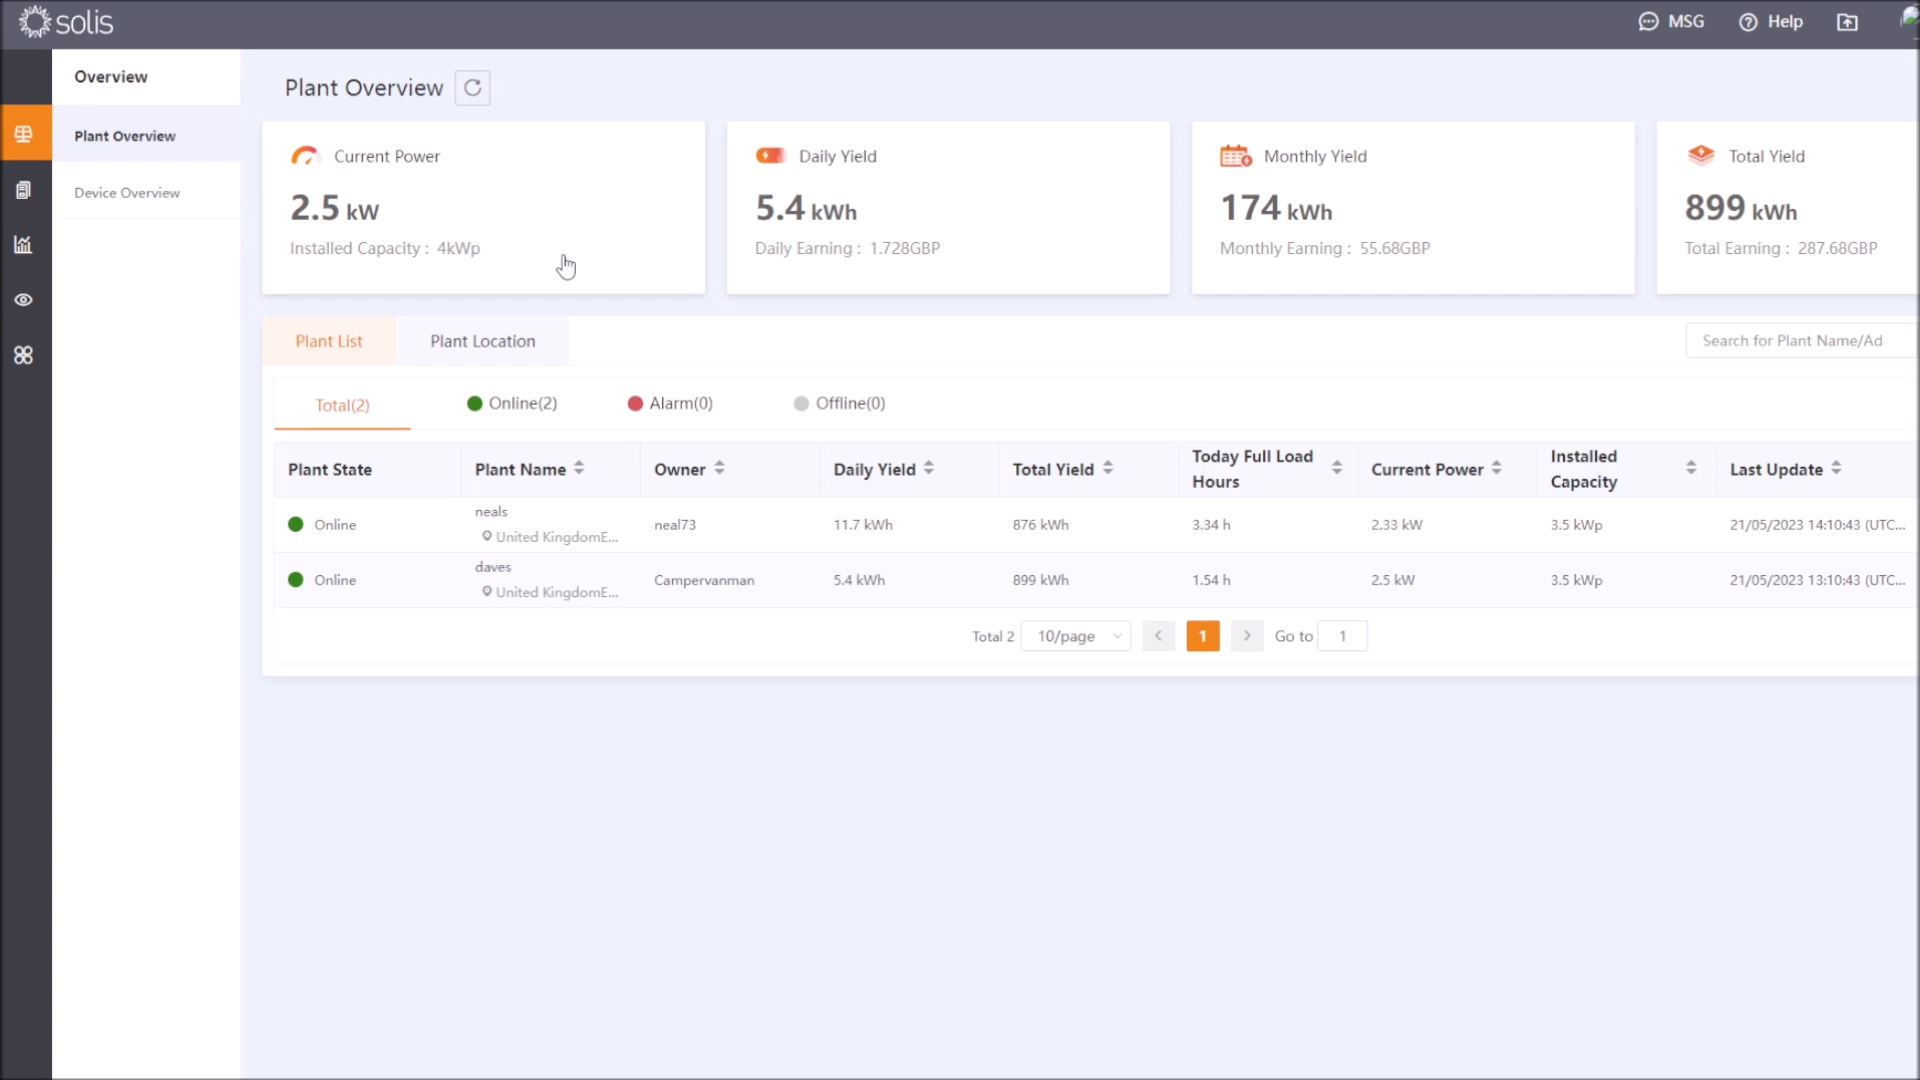 solis
MSG
Help
Overview
Plant Overview
Device Overview
Plant Overview
Current Power
2.5 kW
Installed Capacity : 4kWp
Daily Yield
5.4 kWh
Daily Earning : 1.728GBP
Monthly Yield
174 kWh
Monthly Earning : 55.68GBP
Total Yield
899 kWh
Total Earning : 287.68GBP
Plant List
Plant Location
Search for Plant Name/Ad
Total(2)
Online(2)
Alarm(0)
Offline(0)
Plant State
Plant Name
Owner
Daily Yield
Total Yield
Today Full Load
Hours
Current Power
Installed
Capacity
Last Update
Online
neals
United KingdomE...
neal73
11.7 kWh
876 kWh
3.34 h
2.33 kW
3.5 kWp
21/05/2023 14:10:43 (UTC...
Online
daves
United KingdomE...
Campervanman
5.4 kWh
899 kWh
1.54 h
2.5 kW
3.5 kWp
21/05/2023 13:10:43 (UTC...
Total 2
10/page
1
Go to
1